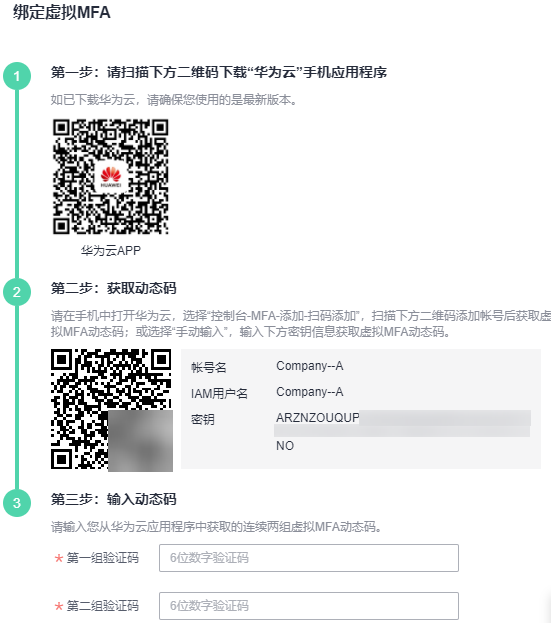 绑定虚拟MFA
1
第一步：请扫描下方二维码下载“华为云”手机应用程序
如已下载华为云，请确保您使用的是最新版本。
HUAWEI
华为云APP
2
第二步：获取动态码
请在手机中打开华为云，选择“控制台-MFA-添加-扫码添加”，扫描下方二维码添加帐号后获取虚
拟MFA动态码；或选择“手动输入”，输入下方密钥信息获取虚拟MFA动态码。
帐号名 Company--A
IAM用户名 Company--A
密钥 ARZNZOUQUP
NO
3
第三步：输入动态码
请输入您从华为云应用程序中获取的连续两组虚拟MFA动态码。
* 第一组验证码 6位数字验证码
* 第二组验证码 6位数字验证码